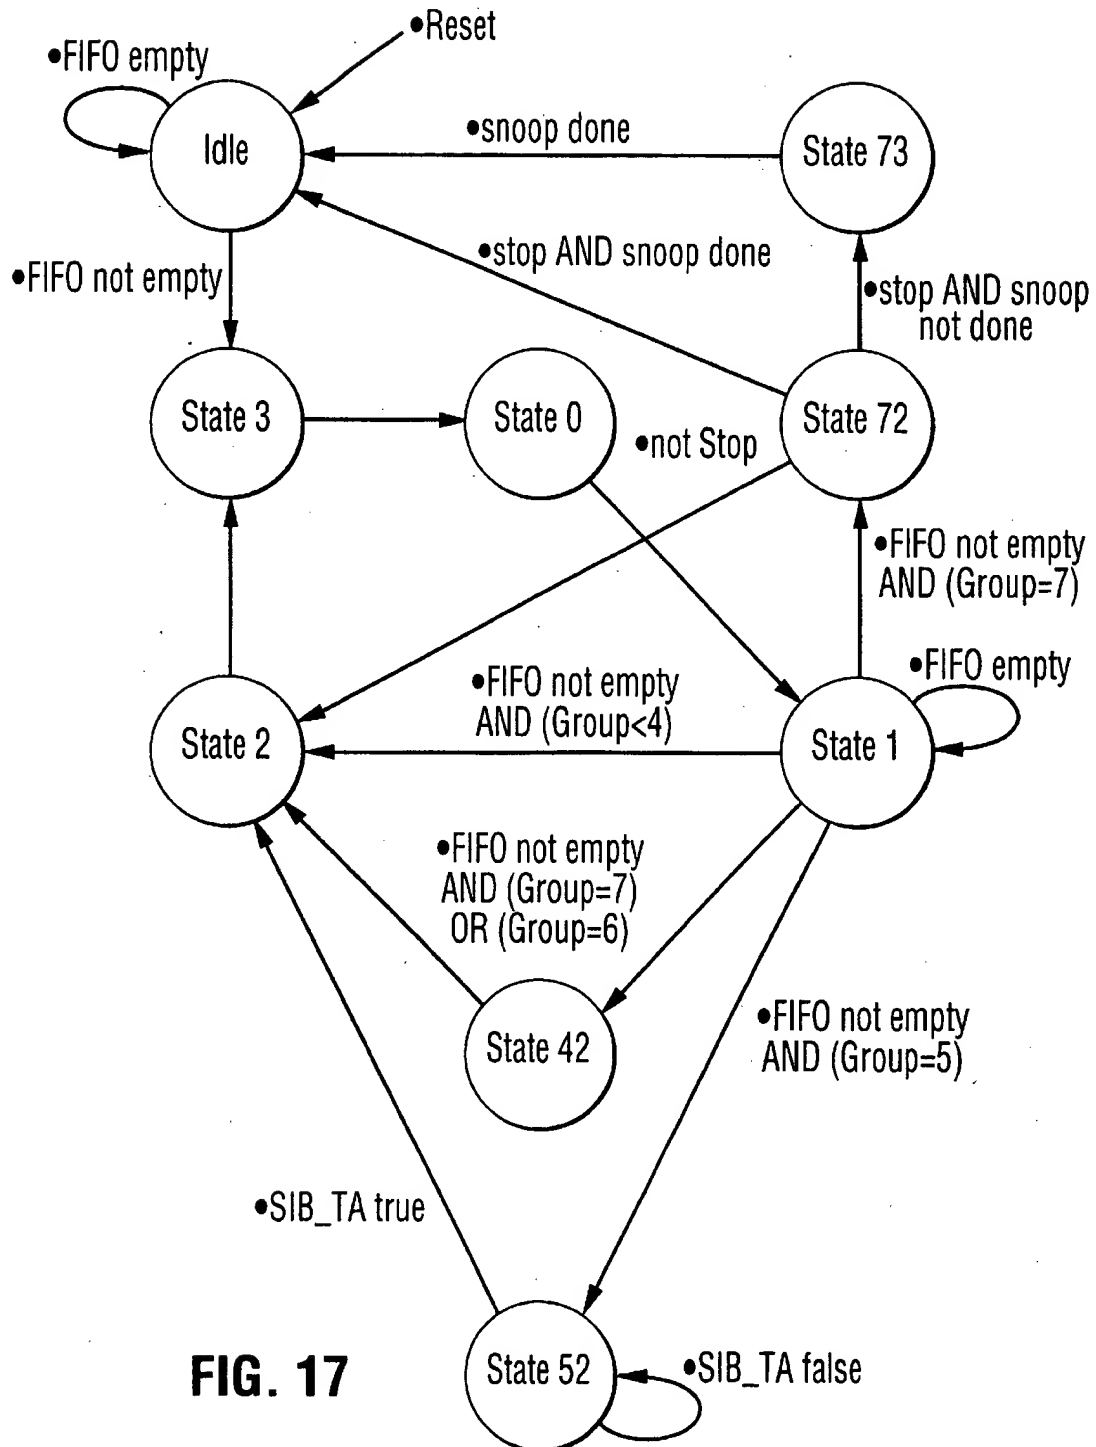 •Reset
•FIFO empty
Idle
•snoop done
State 73
•stop AND snoop done
•FIFO not empty
•stop AND snoop
not done
State 3
State 0
•not Stop
State 72
•FIFO not empty
AND (Group=7)
•FIFO empty
•FIFO not empty
AND (Group<4)
State 2
State 1
•FIFO not empty
AND (Group=7)
OR (Group=6)
State 42
•FIFO not empty
AND (Group=5)
•SIB_TA true
State 52
•SIB_TA false
FIG. 17